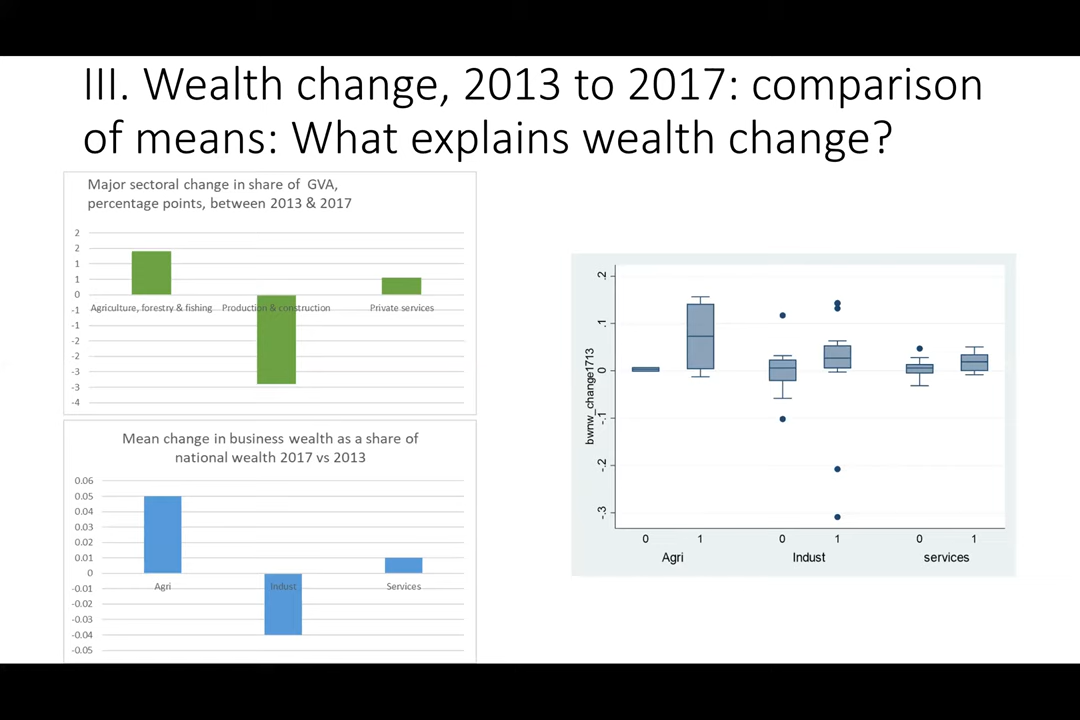 III. Wealth change, 2013 to 2017: comparison
of means: What explains wealth change?
Major sectoral change in share of GVA,
percentage points, between 2013 & 2017
2
2
1
1
0
-1
-1
-2
-2
-3
-3
-4
Agriculture, forestry & fishing Production & construction Private services
Mean change in business wealth as a share of
national wealth 2017 vs 2013
0.06
0.05
0.04
0.03
0.02
0.01
0
-0.01
-0.02
-0.03
-0.04
-0.05
Agri Indust Services
bwnw_change1713
.2
.1
0
-.1
-.2
-.3
0 1 0 1 0 1
Agri Indust services